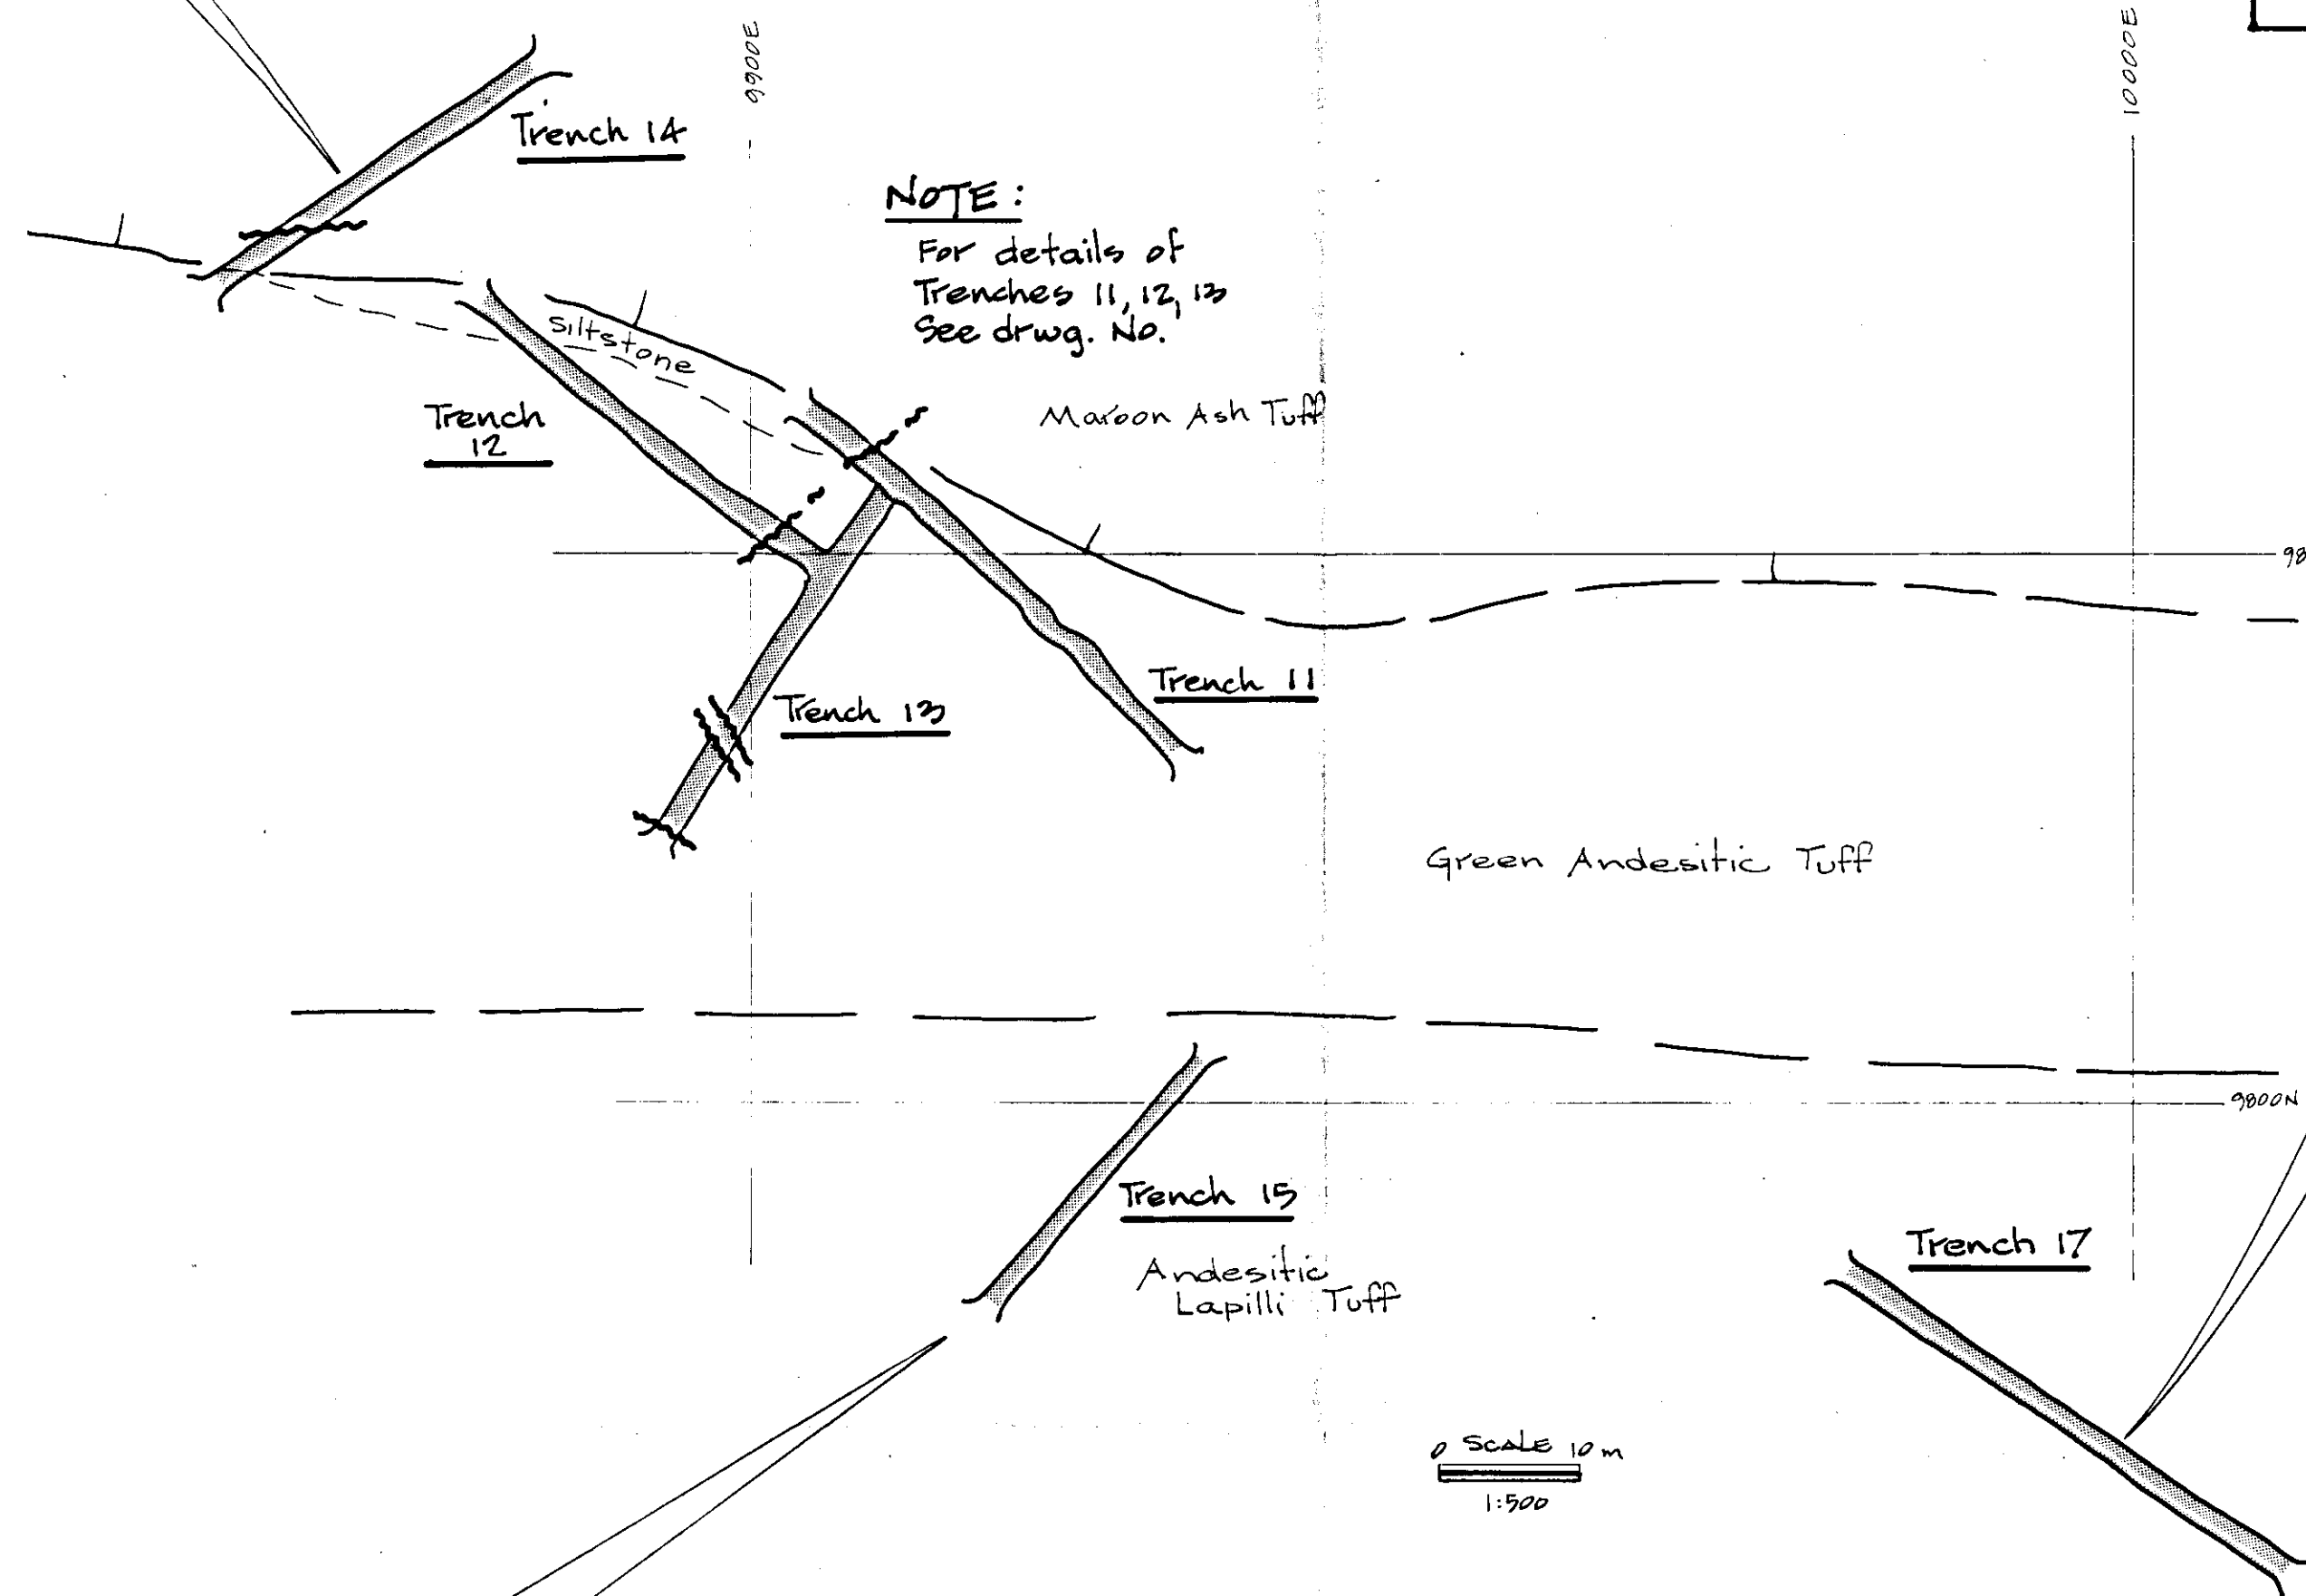 9900E
10000E
Trench 14
NOTE:
For details of
Trenches 11, 12, 13
See drwg. No.
Siltstone
Maroon Ash Tuff
Trench
12
98
Trench 11
Trench 13
Green Andesitic Tuff
9800N
Trench 15
Trench 17
Andesitic
Lapilli Tuff
0 SCALE 10 m
1:500